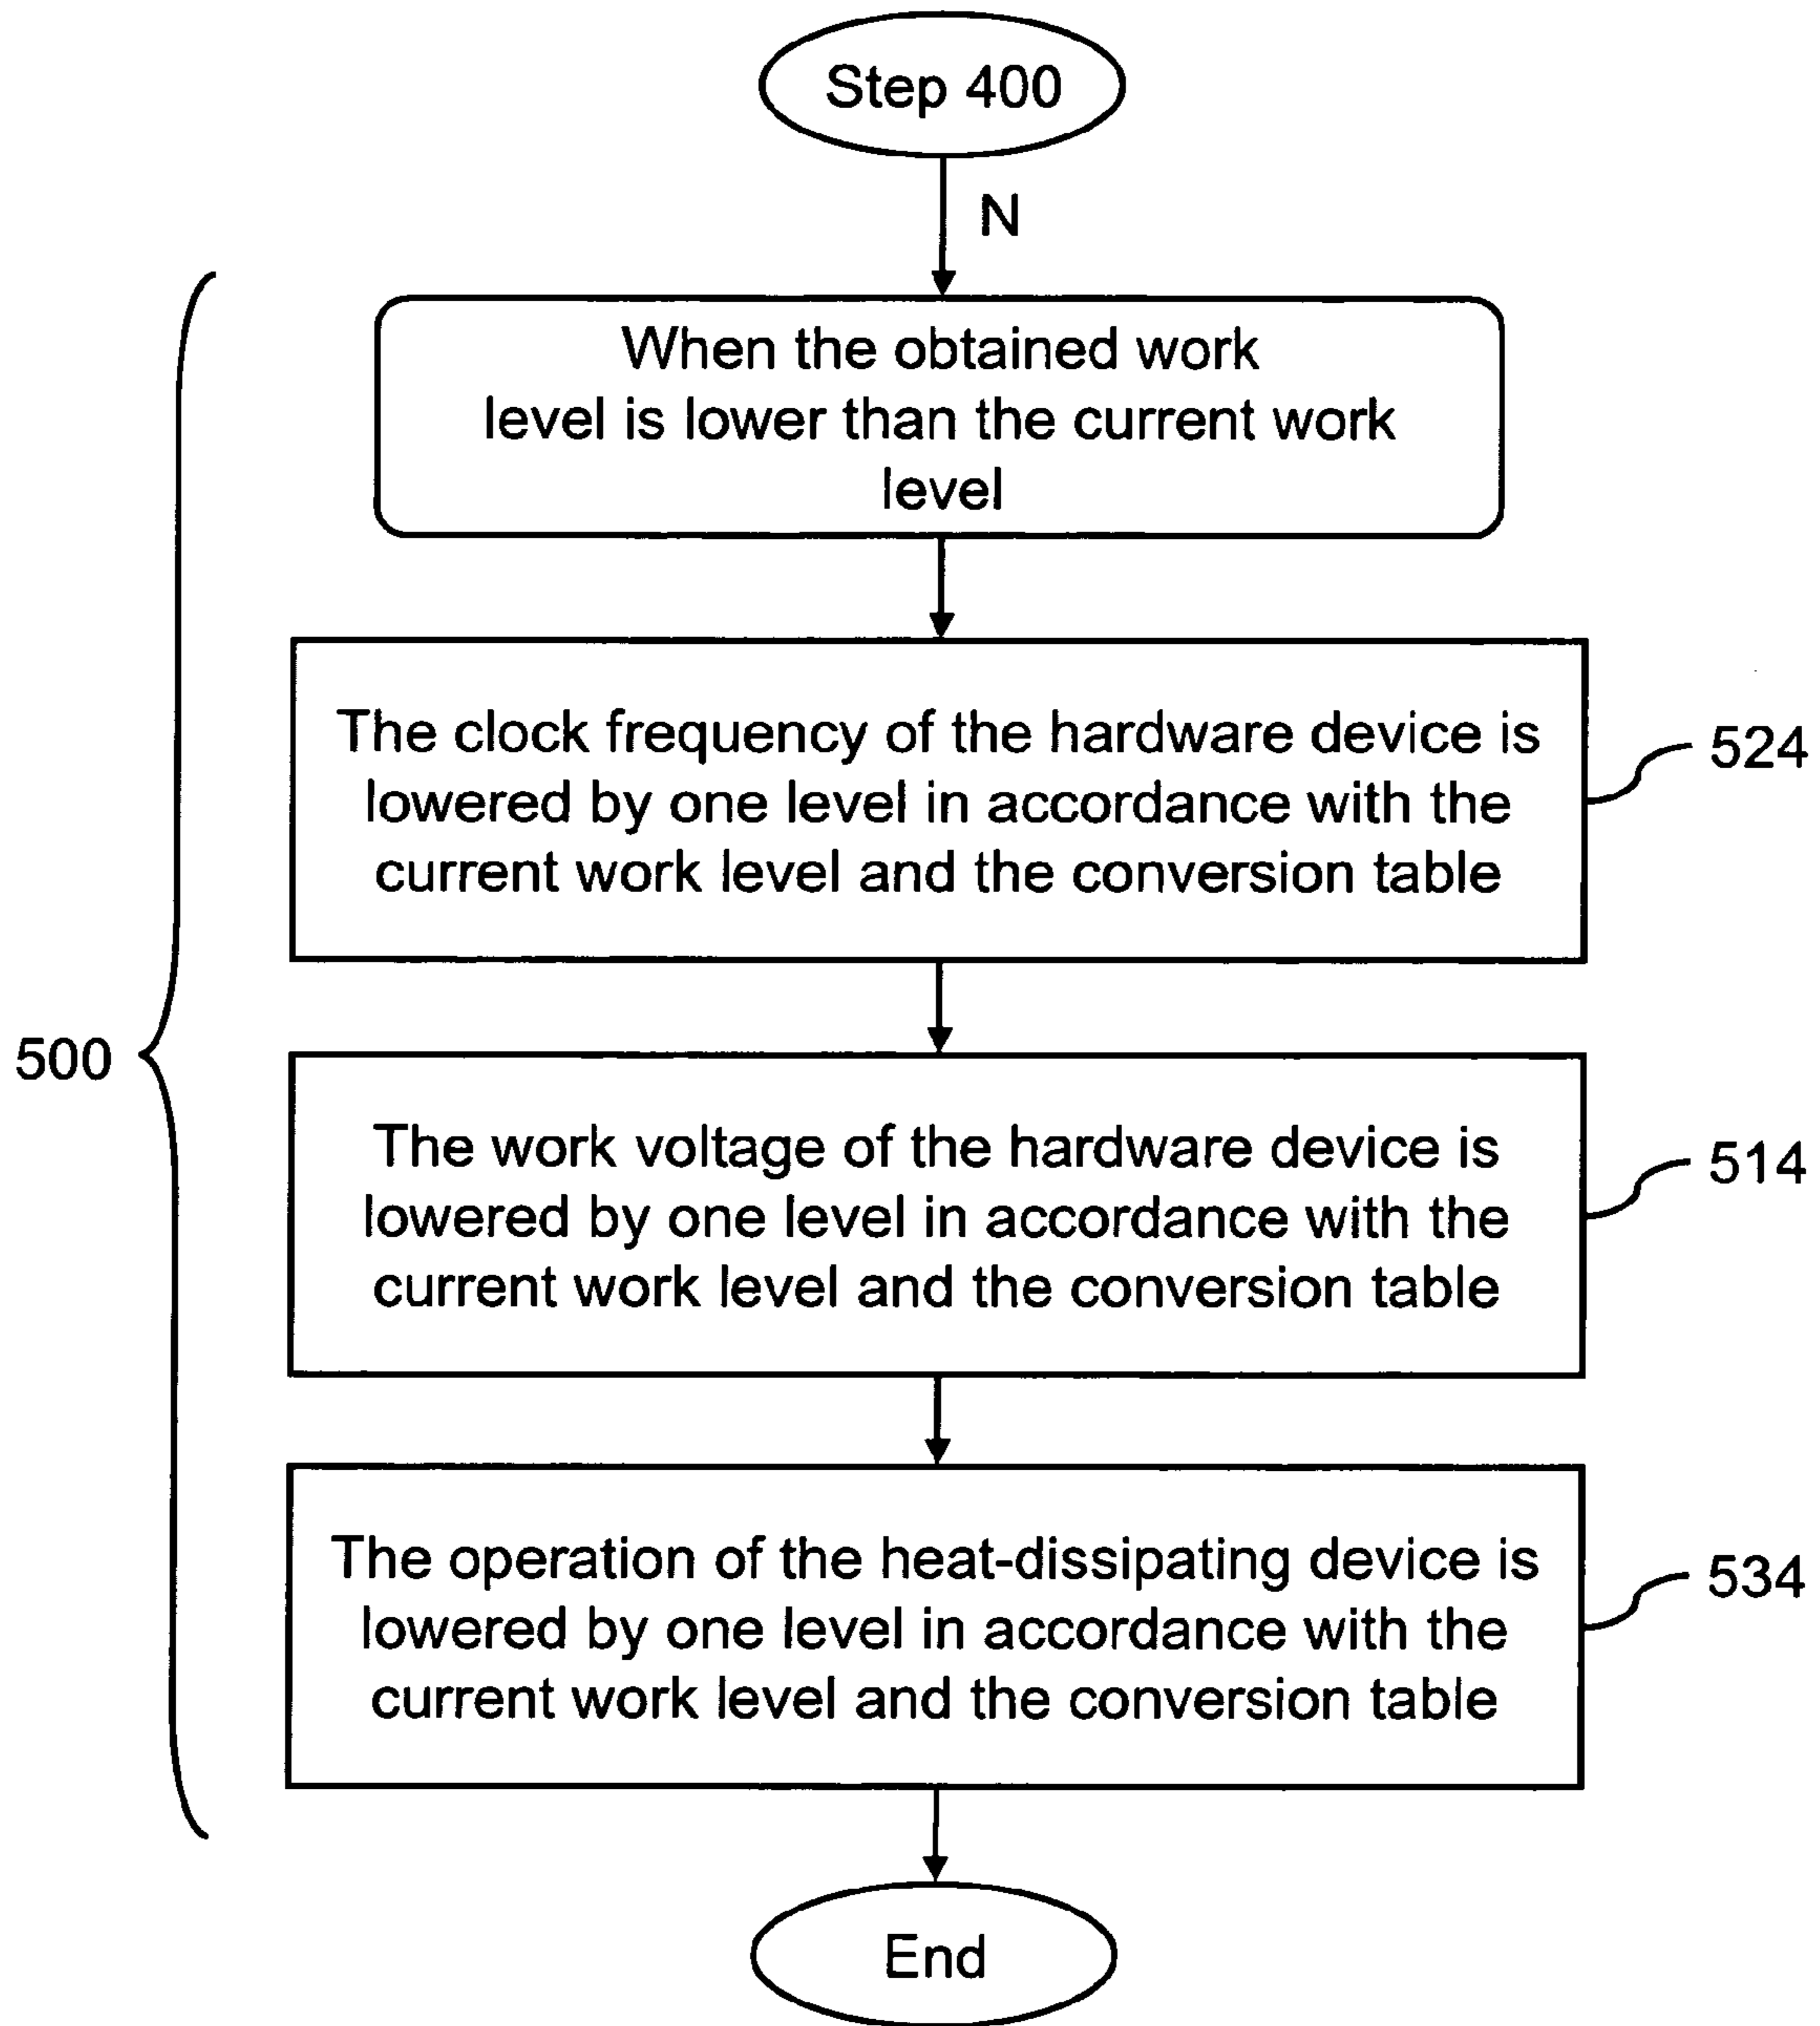 Step 400
N
When the obtained work
level is lower than the current work
level
The clock frequency of the hardware device is
lowered by one level in accordance with the
current work level and the conversion table
524
500
The work voltage of the hardware device is
lowered by one level in accordance with the
current work level and the conversion table
514
The operation of the heat-dissipating device is
lowered by one level in accordance with the
current work level and the conversion table
534
End